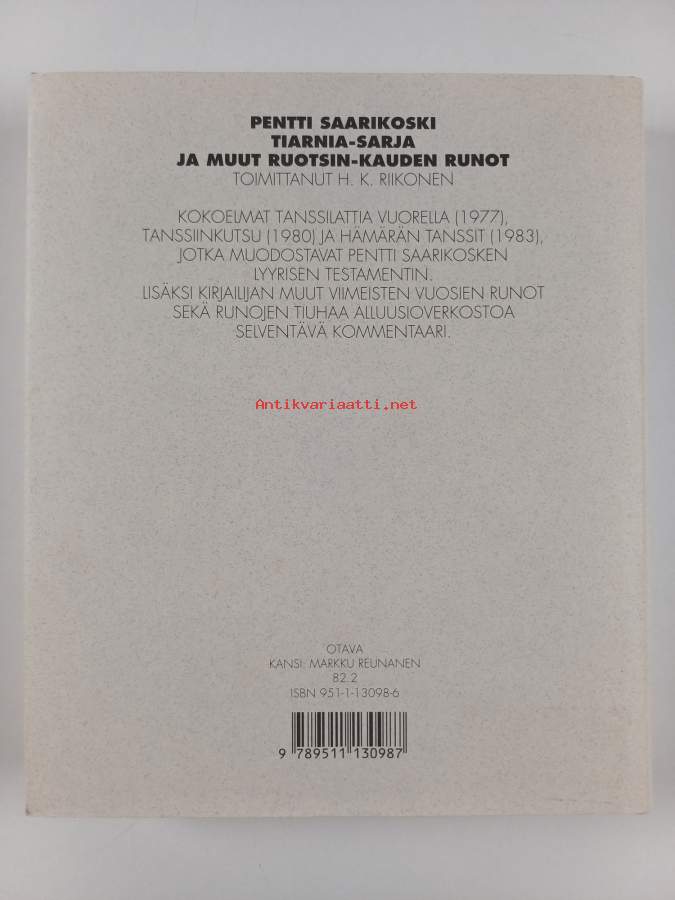 PENTTI SAARIKOSKI
TIARNIA-SARJA
JA MUUT RUOTSIN-KAUDEN RUNOT
TOIMITTANUT H. K. RIIKONEN
KOKOELMAT TANSSILATTIA VUORELLA (1977),
TANSSIINKUTSU (1980) JA HÄMÄRÄN TANSSIT (1983),
JOTKA MUODOSTAVAT PENTTI SAARIKOSKEN
LYYRISEN TESTAMENTIN.
LISÄKSI KIRJAILIJAN MUUT VIIMEISTEN VUOSIEN RUNOT
SEKÄ RUNOJEN TIUHAA ALLUUSIOVERKOSTOA
SELVENTÄVÄ KOMMENTAARI.
Antikvariaatti.net
OTAVA
KANSI: MARKKU REUNANEN
82.2
ISBN 951-1-13098-6
9 789511 130987